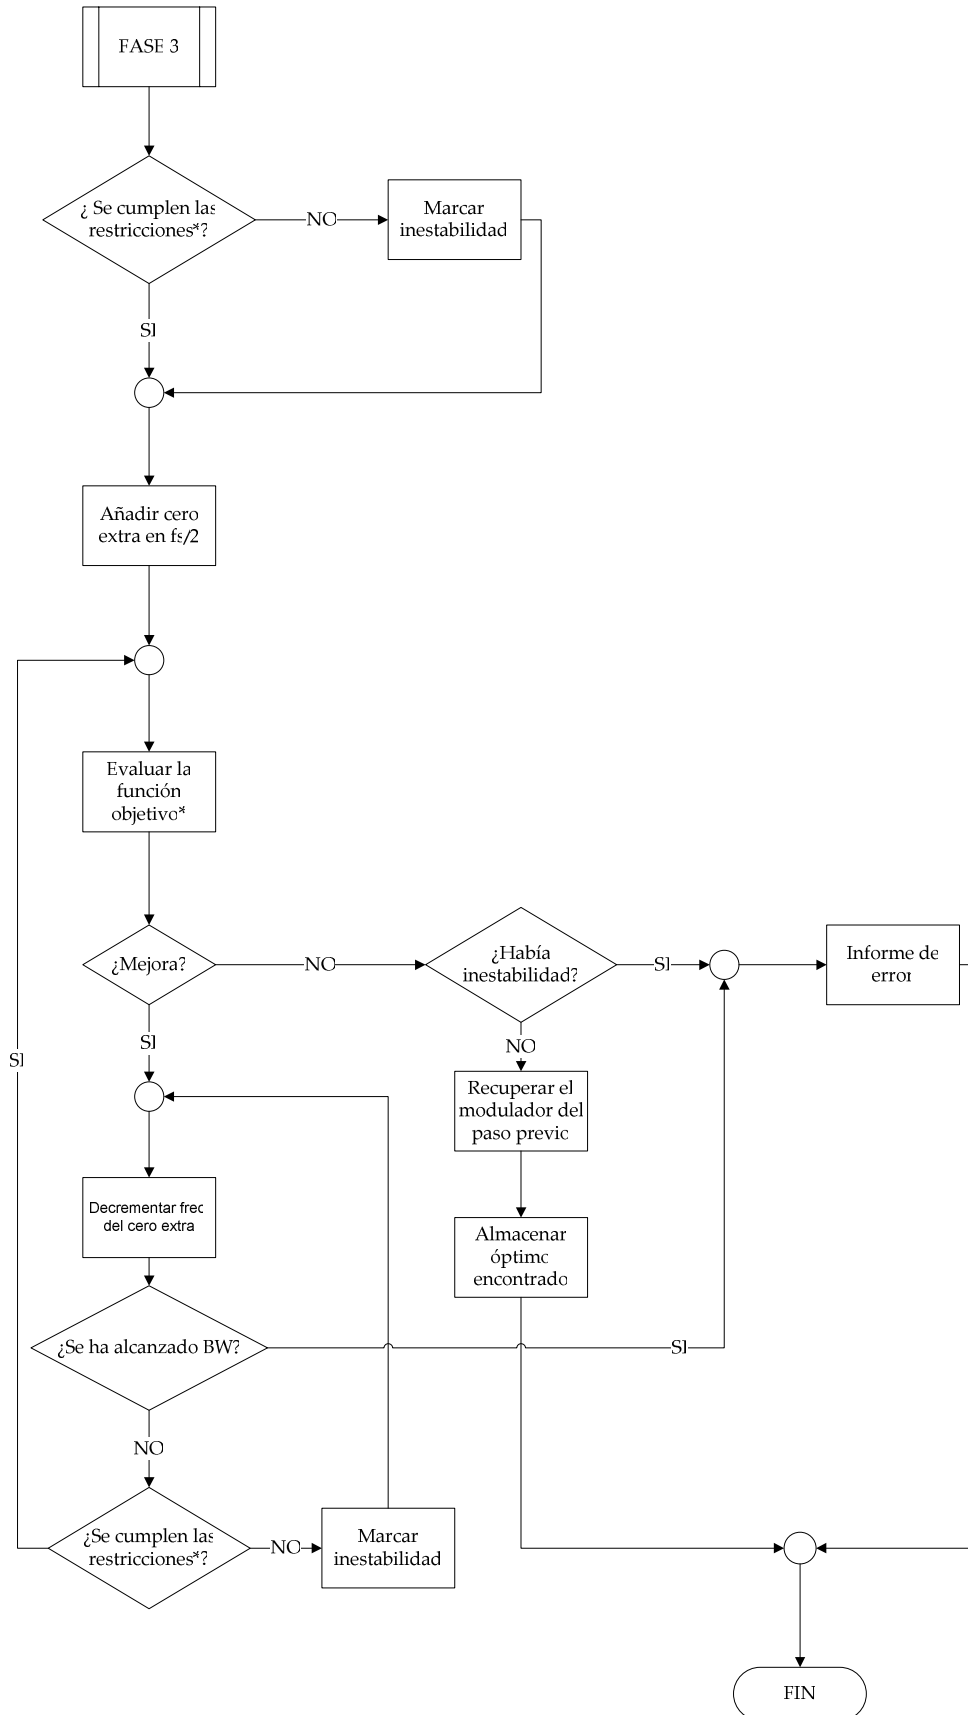 FASE 3
¿ Se cumplen las
restricciones*?
NO
Marcar
inestabilidad
SI
Añadir cero
extra en fs/2
Evaluar la
función
objetivo*
¿Mejora?
NO
¿Había
inestabilidad?
SI
Informe de
error
SI
NO
SI
Recuperar el
modulador del
paso previo
Decrementar frec
del cero extra
Almacenar
óptimo
encontrado
¿Se ha alcanzado BW?
SI
NO
¿Se cumplen las
restricciones*?
NO
Marcar
inestabilidad
FIN